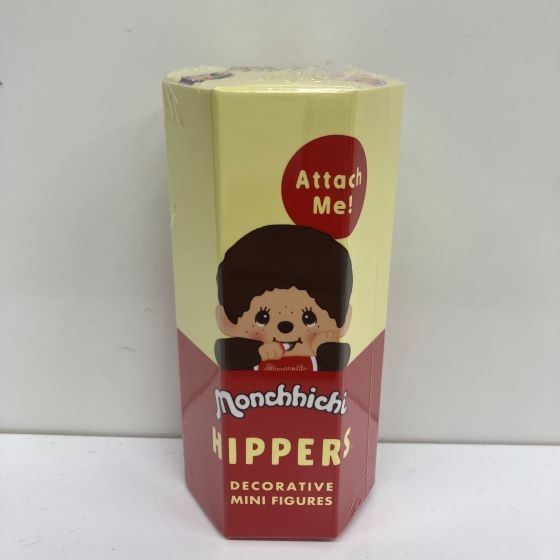 Attach
Me!
Monchhichi
HIPPERS
DECORATIVE
MINI FIGURES